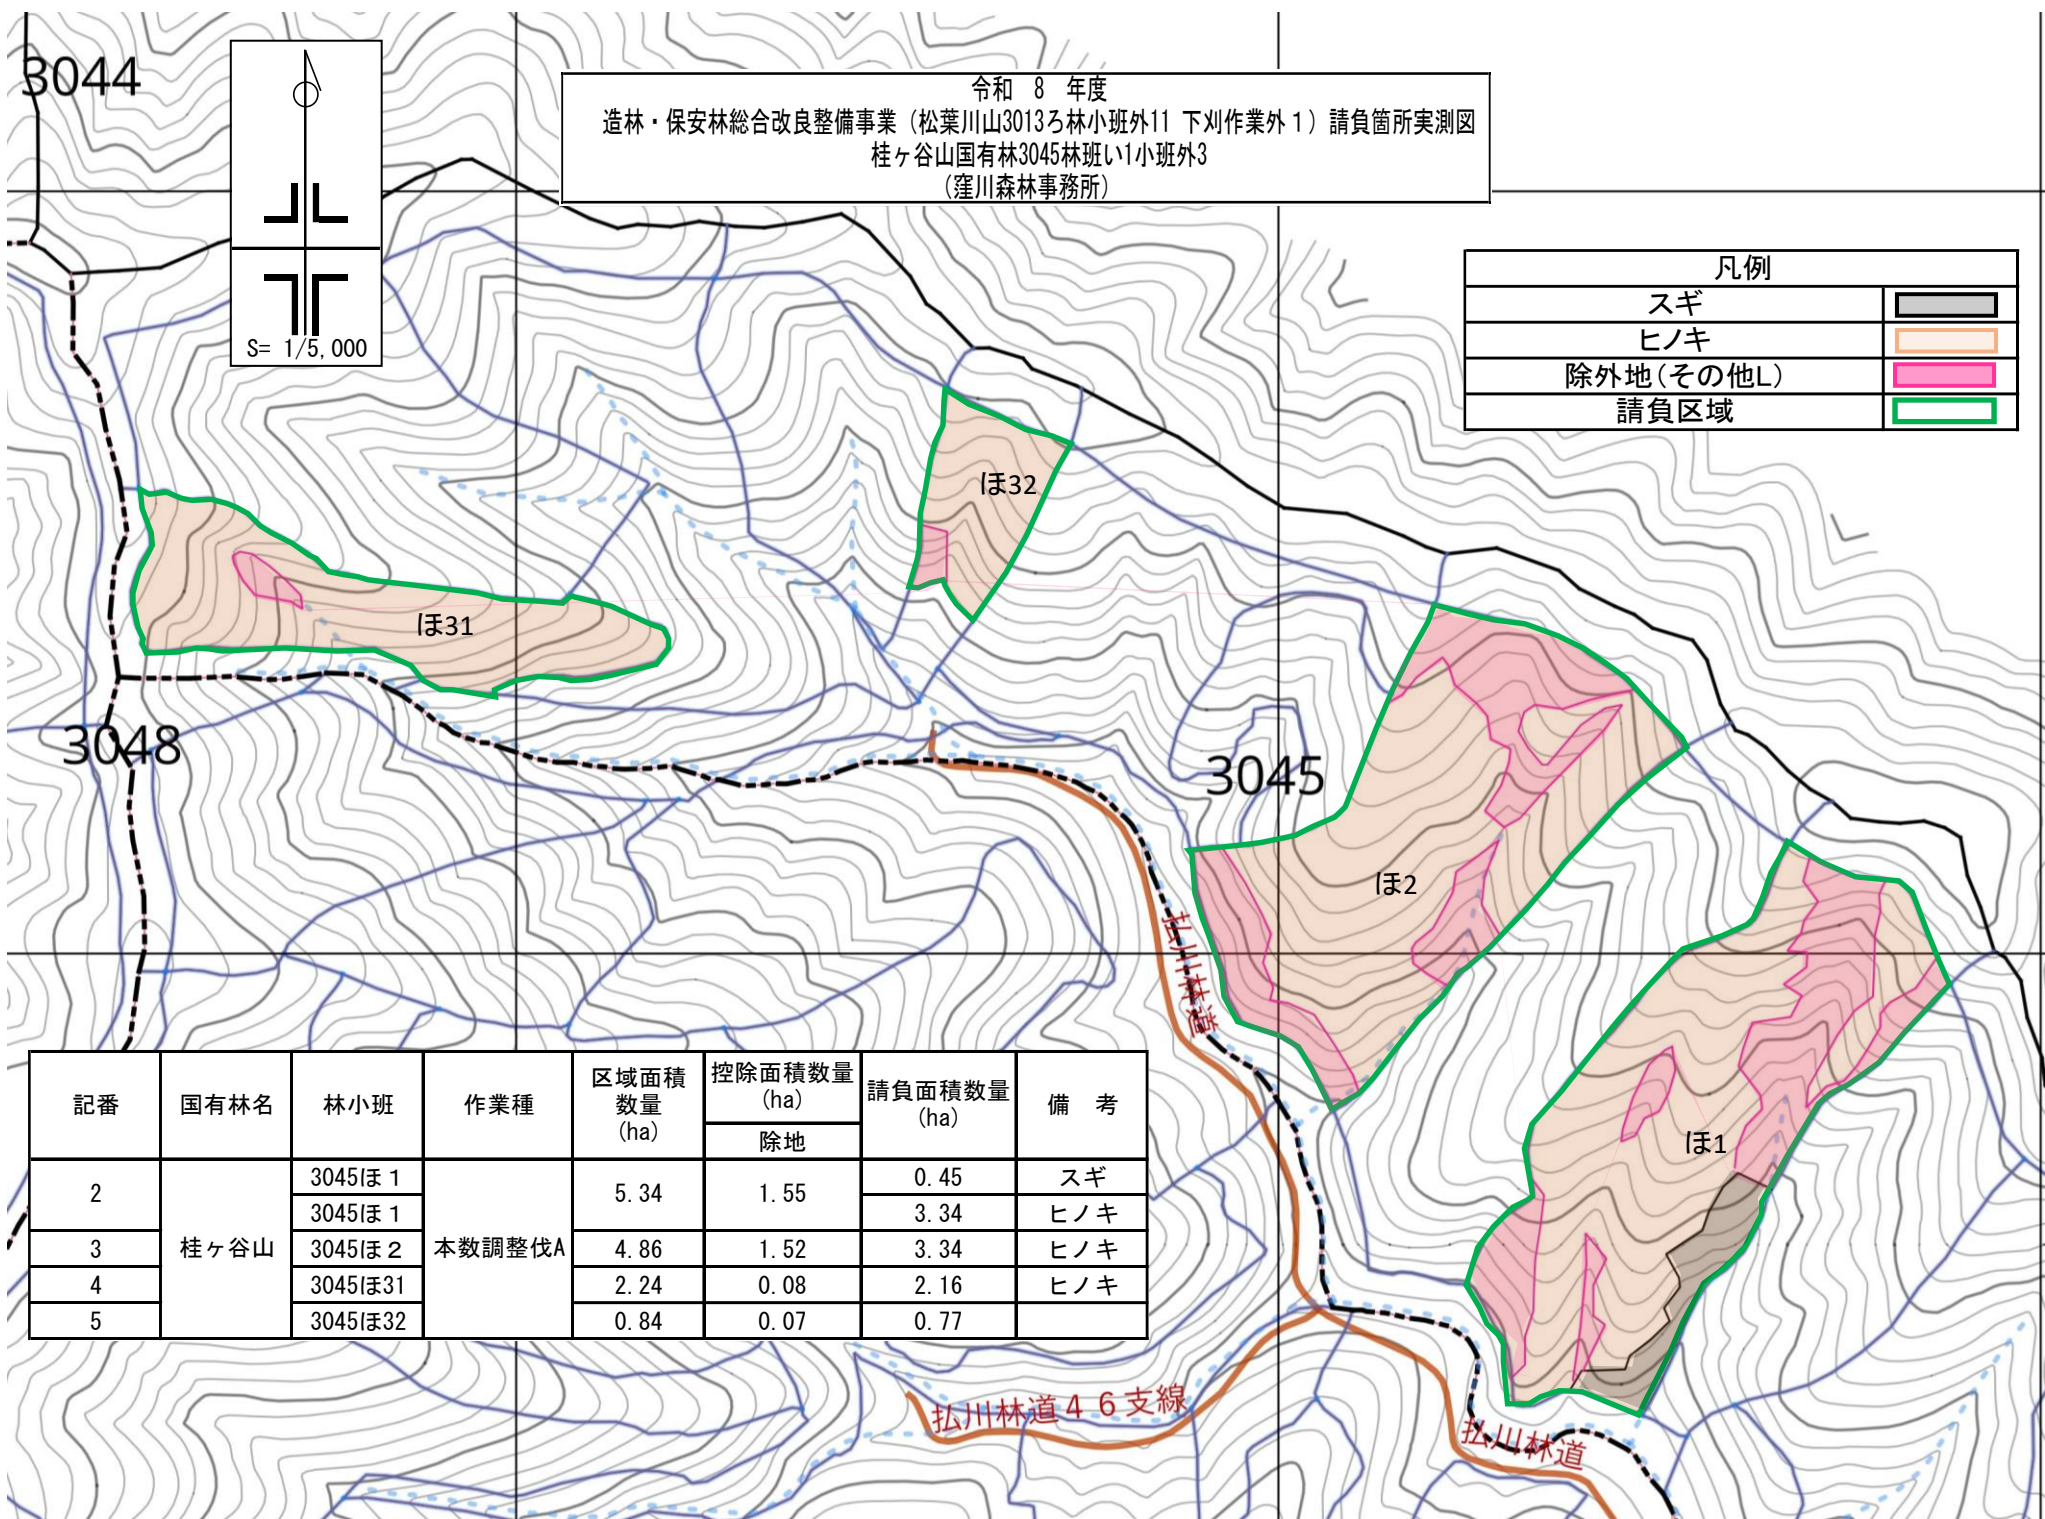 3044
令和 8 年度
造林・保安林総合改良整備事業（松葉川山3013ろ林小班外11 下刈作業外１）請負箇所実測図
桂ヶ谷山国有林3045林班い1小班外3
（窪川森林事務所）
S= 1/5,000
凡例
スギ
ヒノキ
除外地（その他L）
請負区域
ほ32
ほ31
3048
3045
ほ2
払川林道
ほ1
記番 国有林名 林小班 作業種 区域面積数量(ha) 控除面積数量(ha) 除地 請負面積数量(ha) 備 考
2 桂ヶ谷山 3045ほ１ 本数調整伐A 5.34 1.55 0.45 スギ
3045ほ１ 3.34 ヒノキ
3 3045ほ２ 4.86 1.52 3.34 ヒノキ
4 3045ほ31 2.24 0.08 2.16 ヒノキ
5 3045ほ32 0.84 0.07 0.77
払川林道４６支線
払川林道